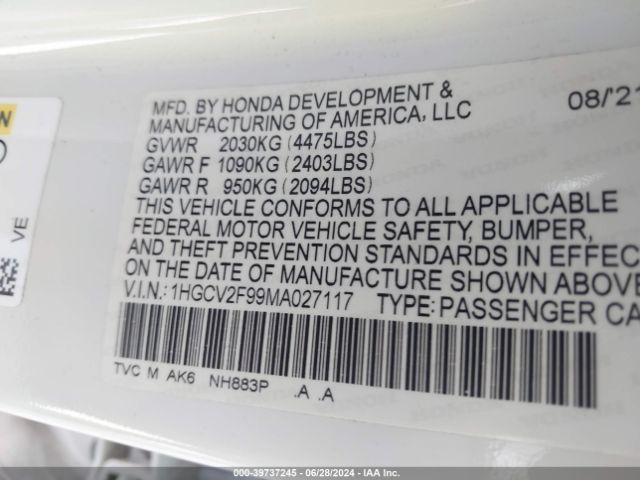 MFD. BY HONDA DEVELOPMENT & 08/'21
MANUFACTURING OF AMERICA, LLC
GVWR 2030KG (4475LBS)
GAWR F 1090KG (2403LBS)
GAWR R 950KG (2094LBS)
THIS VEHICLE CONFORMS TO ALL APPLICABLE
FEDERAL MOTOR VEHICLE SAFETY, BUMPER,
AND THEFT PREVENTION STANDARDS IN EFFEC
ON THE DATE OF MANUFACTURE SHOWN ABOVE
V.I.N.: 1HGCV2F99MA027117 TYPE: PASSENGER CA
TVC M AK6 NH883P .A .A
VE
000-39737245 - 06/28/2024 - IAA Inc.